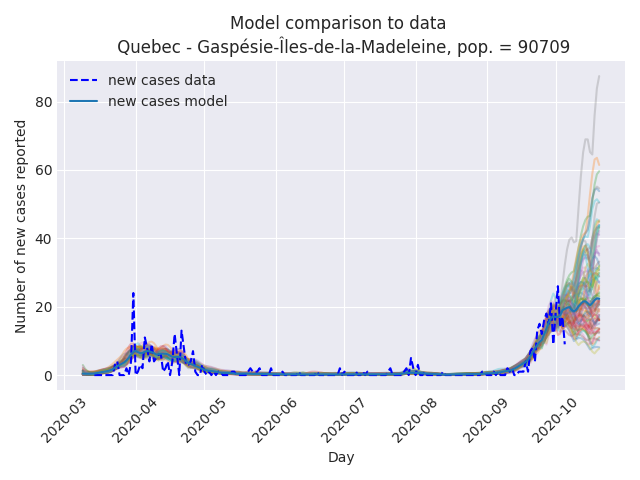 Model comparison to data
Quebec - Gaspésie-Îles-de-la-Madeleine, pop. = 90709
new cases data
new cases model
Number of new cases reported
80
60
40
20
0
2020-03
2020-04
2020-05
2020-06
2020-07
2020-08
2020-09
2020-10
Day